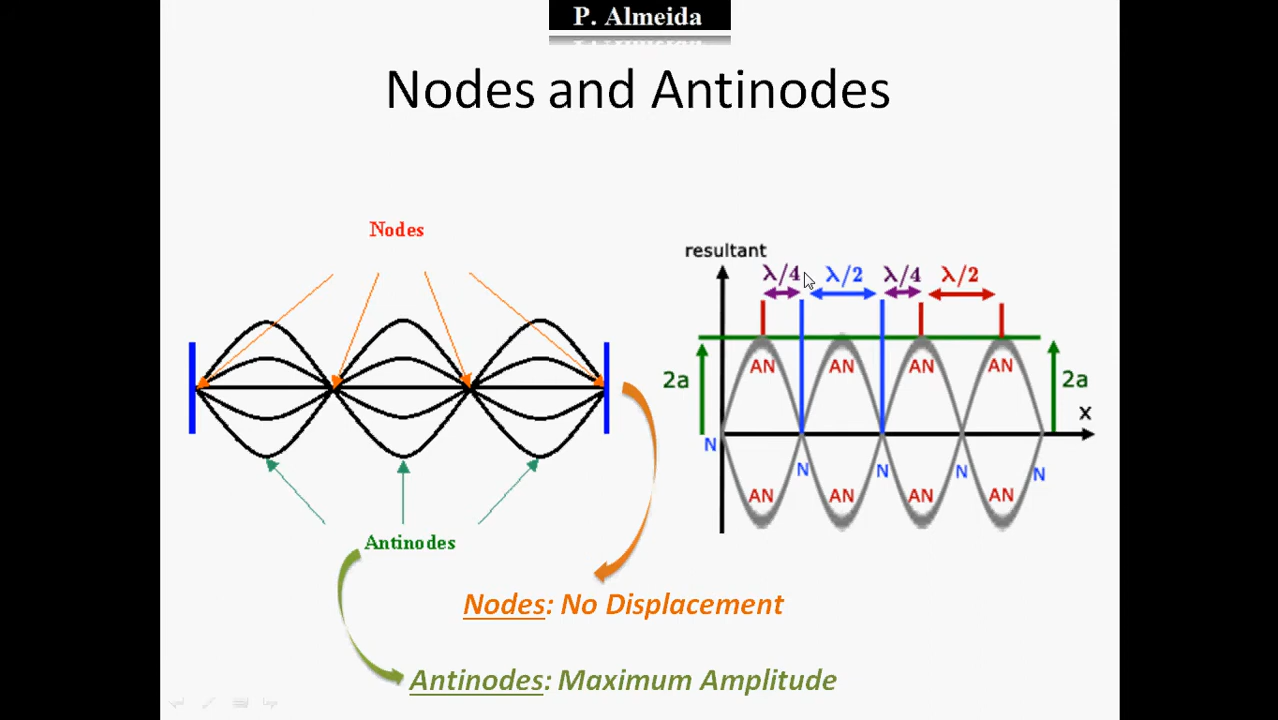 P. Almeida
Nodes and Antinodes
Nodes
Antinodes
resultant
λ/4 λ/2 λ/4 λ/2
AN AN AN AN
2a 2a
x
N N N N N
AN AN AN AN
Nodes: No Displacement
Antinodes: Maximum Amplitude